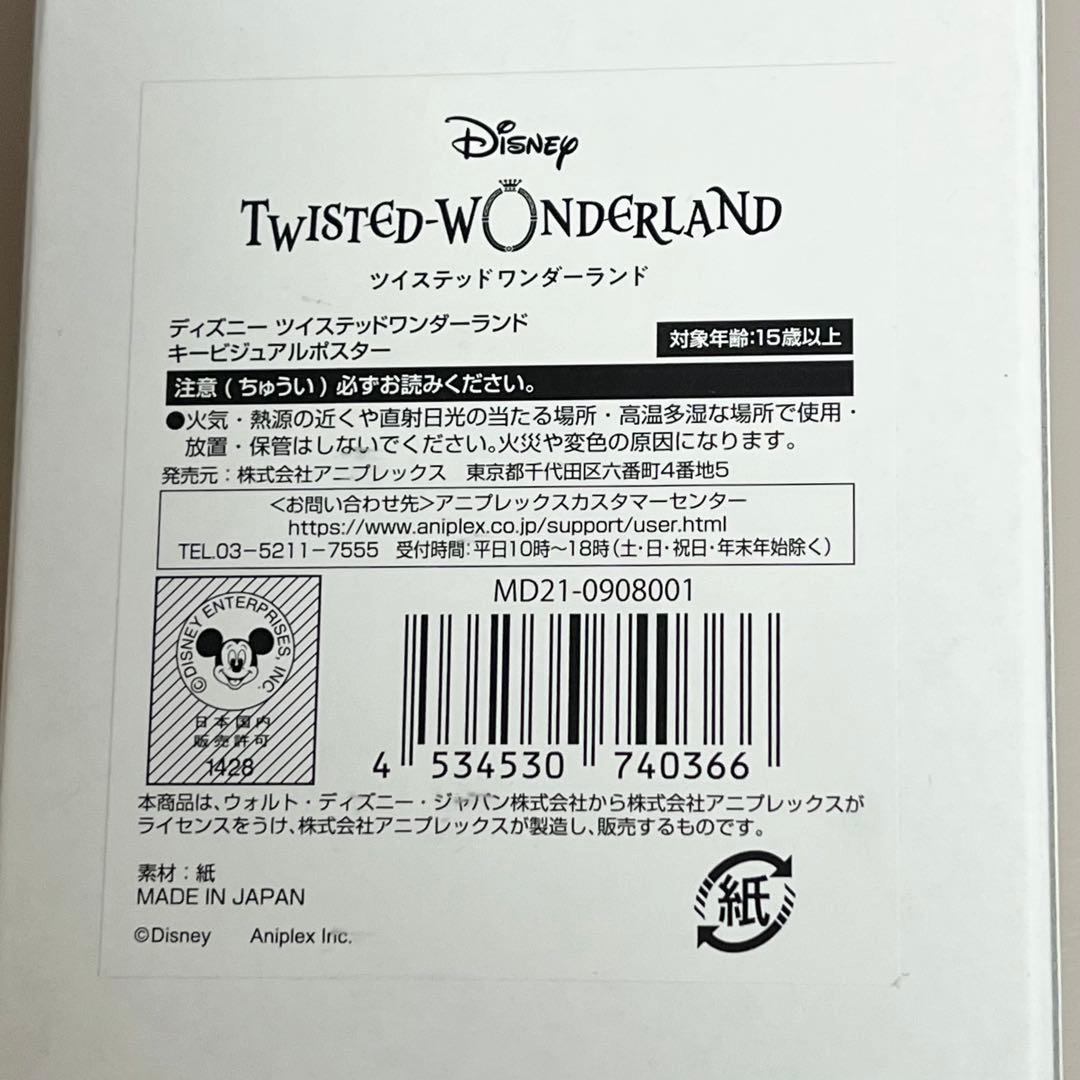 Disney
TWISTED-WONDERLAND
ツイステッドワンダーランド
ディズニー ツイステッドワンダーランド
キービジュアルポスター
対象年齢:15歳以上
注意(ちゅうい)必ずお読みください。
●火気・熱源の近くや直射日光の当たる場所・高温多湿な場所で使用・
放置・保管はしないでください。火災や変色の原因になります。
発売元:株式会社アニプレックス 東京都千代田区六番町4番地5
<お問い合わせ先>アニプレックスカスタマーセンター
https://www.aniplex.co.jp/support/user.html
TEL.03-5211-7555 受付時間:平日10時~18時(土・日・祝日・年末年始除く)
MD21-0908001
©DISNEY ENTERPRISES, INC.
日本国内
販売許可
1428
4 534530 740366
本商品は、ウォルト・ディズニー・ジャパン株式会社から株式会社アニプレックスが
ライセンスをうけ、株式会社アニプレックスが製造し、販売するものです。
素材:紙
MADE IN JAPAN
紙
©Disney Aniplex Inc.